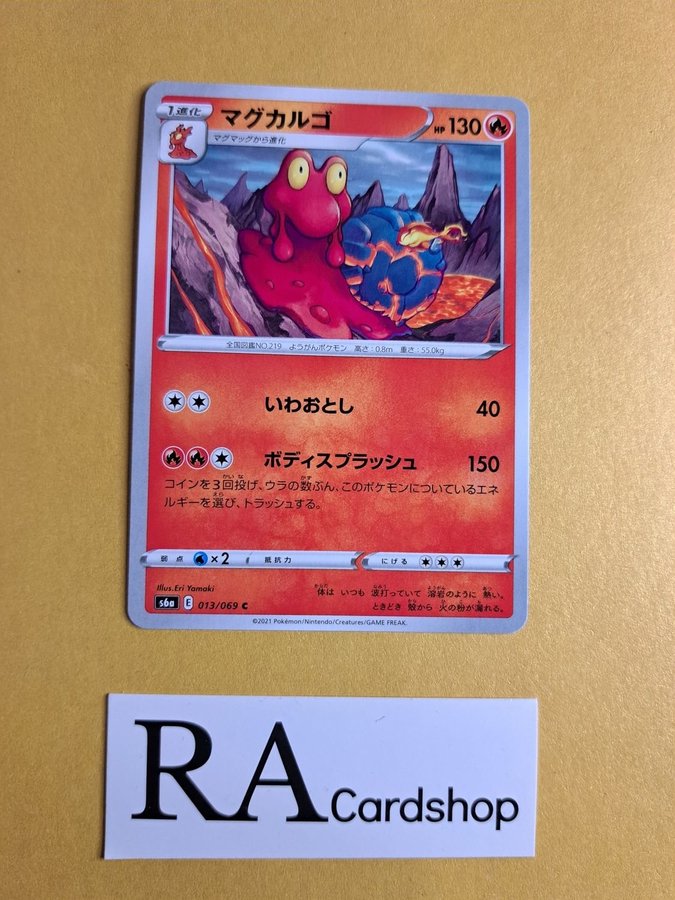 1進化
マグカルゴ
HP 130
マグマッグから進化
全国図鑑NO.219 ようがんポケモン 高さ:0.8m 重さ:55.0kg
いわおとし 40
ボディスプラッシュ 150
コインを3回投げ、ウラの数ぶん、このポケモンについているエネ
ルギーを選び、トラッシュする。
弱点 ×2 抵抗力 にげる
Illus.Eri Yamaki
体は いつも 波打っていて 溶岩のように 熱い。
ときどき 殻から 火の粉が漏れる。
s6a E 013/069 C
©2021 Pokémon/Nintendo/Creatures/GAME FREAK.
RA Cardshop